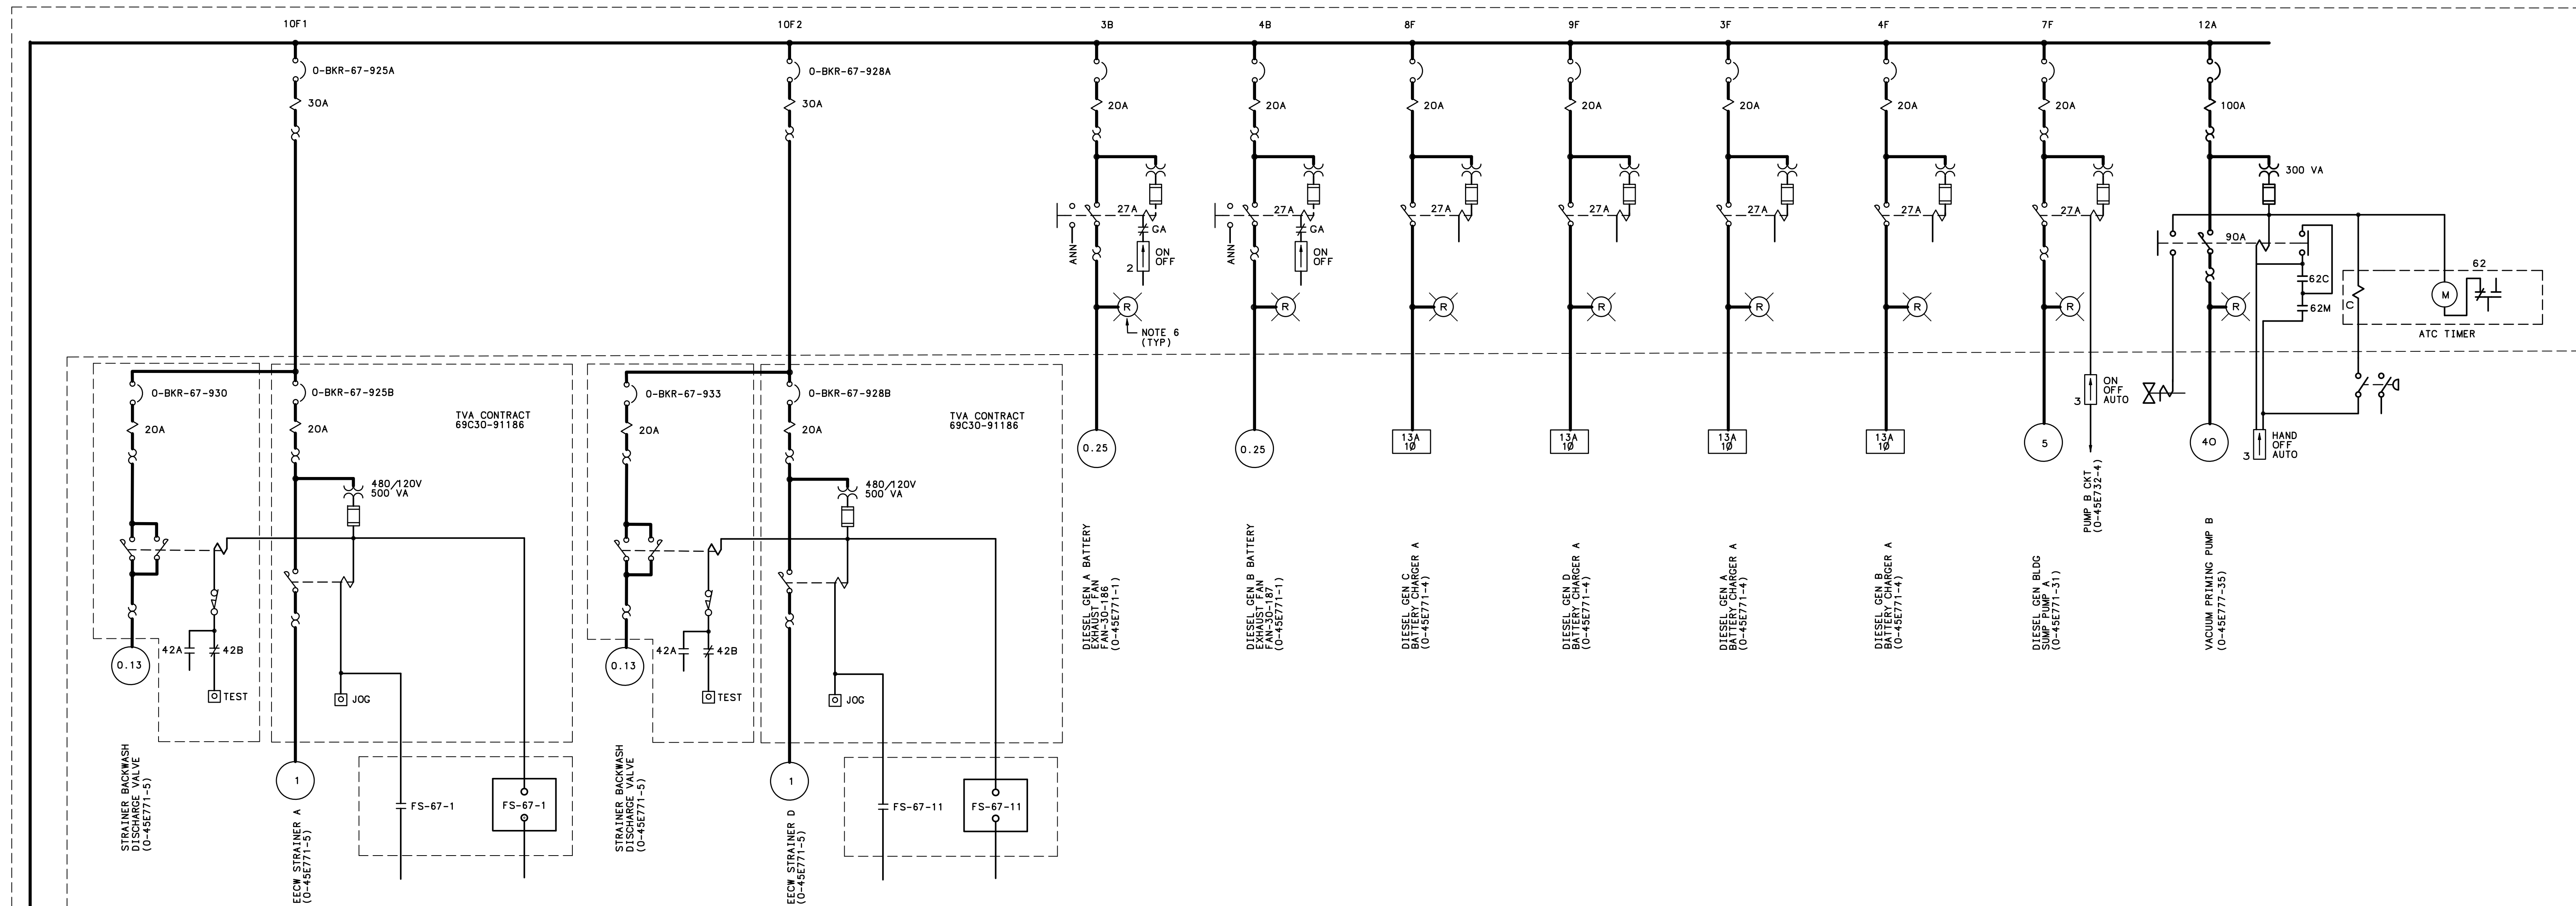 10F1
10F2
3B
4B
8F
9F
3F
4F
7F
12A
0-BKR-67-925A
30A
0-BKR-67-928A
30A
20A
20A
20A
20A
20A
20A
20A
100A
300 VA
27A
GA
ANN
2
ON
OFF
27A
GA
ANN
ON
OFF
27A
27A
27A
27A
27A
90A
62C
62M
62
C
M
ATC TIMER
R
R
R
R
R
R
R
R
NOTE 6
(TYP)
0-BKR-67-930
20A
0-BKR-67-925B
20A
TVA CONTRACT
69C30-91186
0-BKR-67-933
20A
0-BKR-67-928B
20A
TVA CONTRACT
69C30-91186
480/120V
500 VA
480/120V
500 VA
0.25
0.25
13A
1Ø
13A
1Ø
13A
1Ø
13A
1Ø
5
3
ON
OFF
AUTO
40
3
HAND
OFF
AUTO
PUMP B CKT
(0-45E732-4)
DIESEL GEN A BATTERY
EXHAUST FAN
FAN-30-186
(0-45E771-1)
DIESEL GEN B BATTERY
EXHAUST FAN
FAN-30-187
(0-45E771-1)
DIESEL GEN C
BATTERY CHARGER A
(0-45E771-4)
DIESEL GEN D
BATTERY CHARGER A
(0-45E771-4)
DIESEL GEN A
BATTERY CHARGER A
(0-45E771-4)
DIESEL GEN B
BATTERY CHARGER A
(0-45E771-4)
DIESEL GEN BLDG
SUMP PUMP A
(0-45E771-31)
VACUUM PRIMING PUMP B
(0-45E777-35)
42A
42B
0.13
TEST
JOG
42A
42B
0.13
TEST
JOG
STRAINER BACKWASH
DISCHARGE VALVE
(0-45E771-5)
1
EECW STRAINER A
(0-45E771-5)
FS-67-1
FS-67-1
STRAINER BACKWASH
DISCHARGE VALVE
(0-45E771-5)
1
EECW STRAINER D
(0-45E771-5)
FS-67-11
FS-67-11